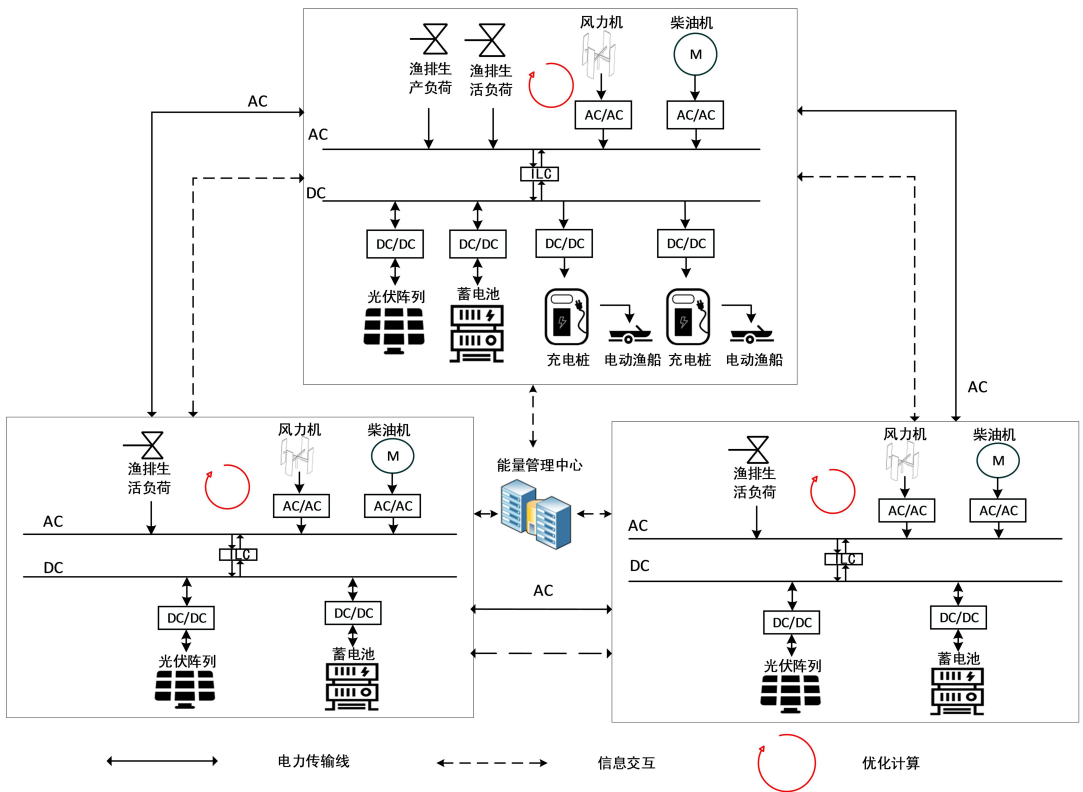 风力机
柴油机
渔排生
产负荷
渔排生
活负荷
M
AC
AC/AC
AC/AC
AC
ILC
DC
DC/DC
DC/DC
DC/DC
DC/DC
光伏阵列
蓄电池
充电桩
电动渔船
充电桩
电动渔船
AC
风力机
柴油机
渔排生
活负荷
M
AC/AC
AC/AC
AC
ILC
DC
DC/DC
DC/DC
光伏阵列
蓄电池
能量管理中心
AC
风力机
柴油机
渔排生
活负荷
M
AC/AC
AC/AC
AC
ILC
DC
DC/DC
DC/DC
光伏阵列
蓄电池
电力传输线
信息交互
优化计算